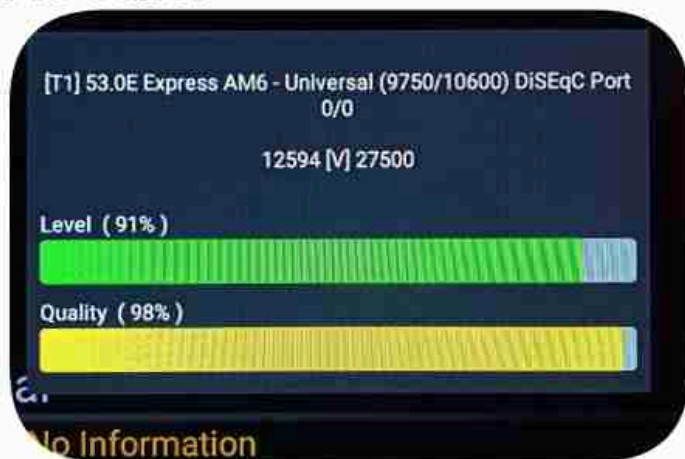 [T1] 53.0E Express AM6 - Universal (9750/10600) DiSEqC Port
0/0
12594 [V] 27500
Level ( 91% )
Quality ( 98% )
No Information